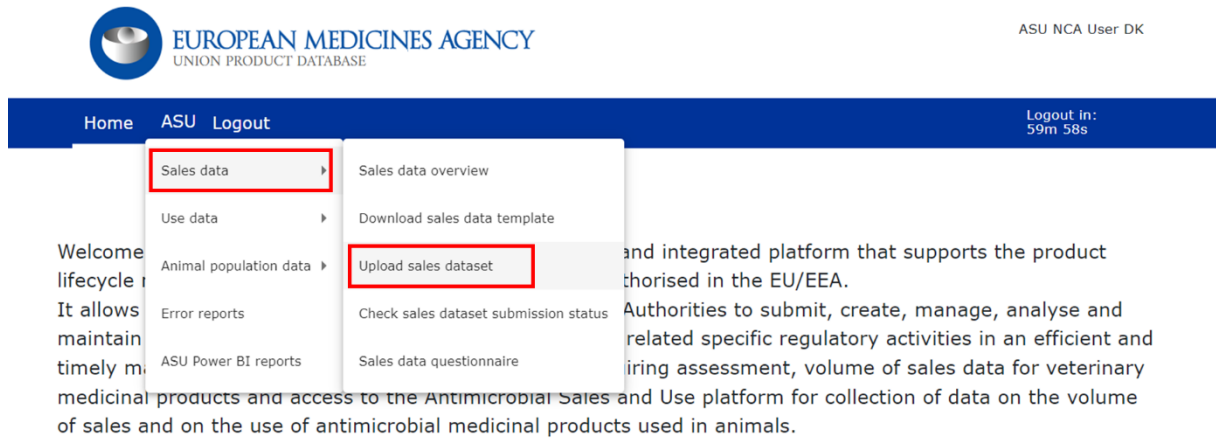 EUROPEAN MEDICINES AGENCY
UNION PRODUCT DATABASE
ASU NCA User DK
Home ASU Logout
Logout in:
59m 58s
Sales data
Use data
Animal population data
Error reports
ASU Power BI reports
Sales data overview
Download sales data template
Upload sales dataset
Check sales dataset submission status
Sales data questionnaire
Welcome and integrated platform that supports the product
lifecycle thorised in the EU/EEA.
It allows Authorities to submit, create, manage, analyse and
maintain related specific regulatory activities in an efficient and
timely iring assessment, volume of sales data for veterinary
medicinal products and access to the Antimicrobial Sales and Use platform for collection of data on the volume
of sales and on the use of antimicrobial medicinal products used in animals.